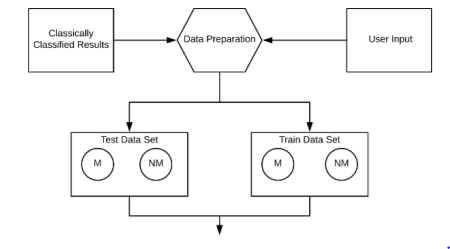 Classically
Classified Results
Data Preparation
User Input
Test Data Set
M
NM
Train Data Set
M
NM